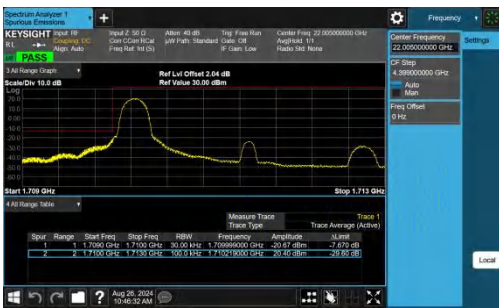 Spectrum Analyzer 1
Spurious Emissions
+
Frequency
KEYSIGHT Input: RF
Coupling: DC
Align: Auto
Input Z: 50 Ω
Corr CCorr RCal
Freq Ref: Int (S)
Atten: 40 dB
µW Path: Standard
Trig: Free Run
Gate: Off
IF Gain: Low
Center Freq: 22.005000000 GHz
Avg|Hold: 1/1
Radio Std: None
RL
PASS
Center Frequency
22.005000000 GHz
Settings
CF Step
4.399000000 GHz
Auto
Man
Freq Offset
0 Hz
3 All Range Graph
Scale/Div 10.0 dB
Ref Lvl Offset 2.04 dB
Ref Value 30.00 dBm
Log
20.0
10.0
0.00
-10.0
-20.0
-30.0
-40.0
-50.0
-60.0
Start 1.709 GHz
Stop 1.713 GHz
4 All Range Table
Measure Trace Trace 1
Trace Type Trace Average (Active)
Spur Range Start Freq Stop Freq RBW Frequency Amplitude ΔLimit
1 1 1.7090 GHz 1.7100 GHz 30.00 kHz 1.709999000 GHz -20.67 dBm -7.670 dB
2 2 1.7100 GHz 1.7130 GHz 100.0 kHz 1.710219000 GHz 20.40 dBm -29.60 dB
Local
?
Aug 26, 2024
10:46:32 AM